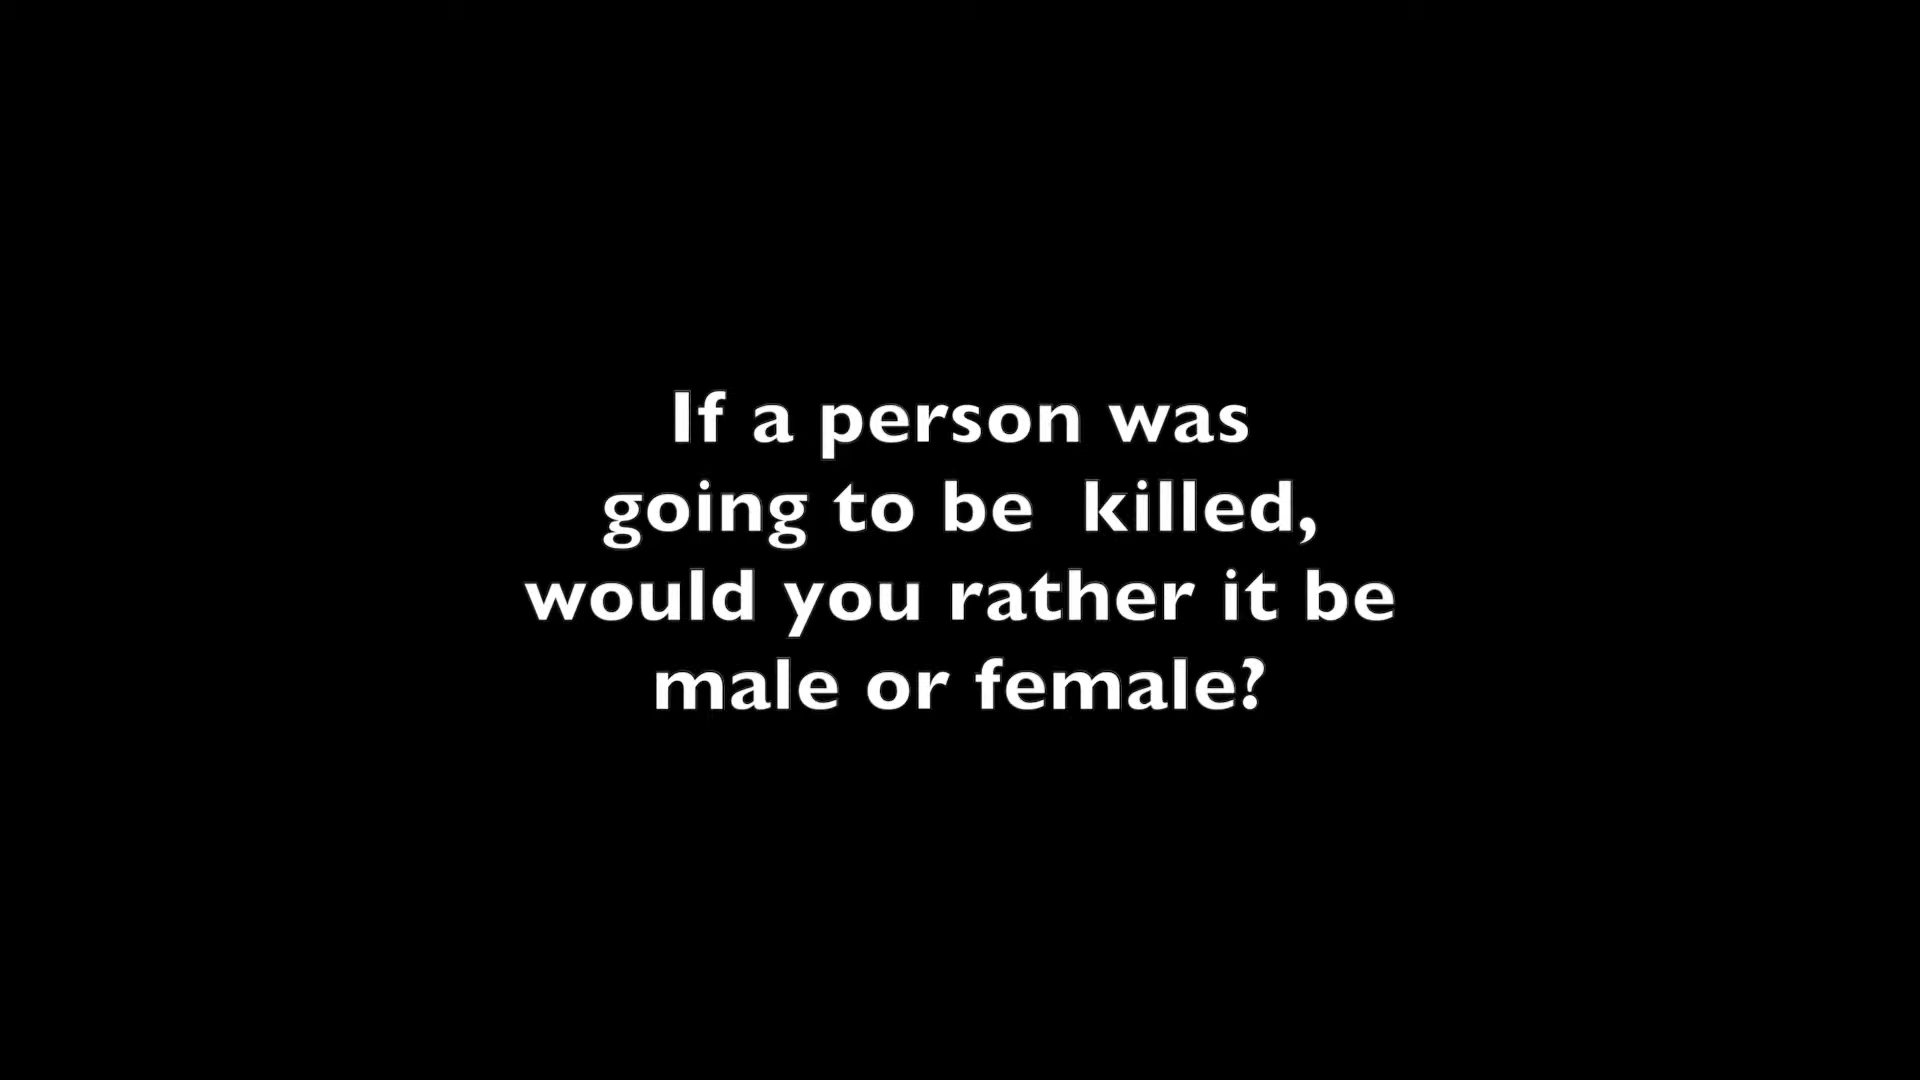 If a person was
going to be  killed,
would you rather it be
male or female?